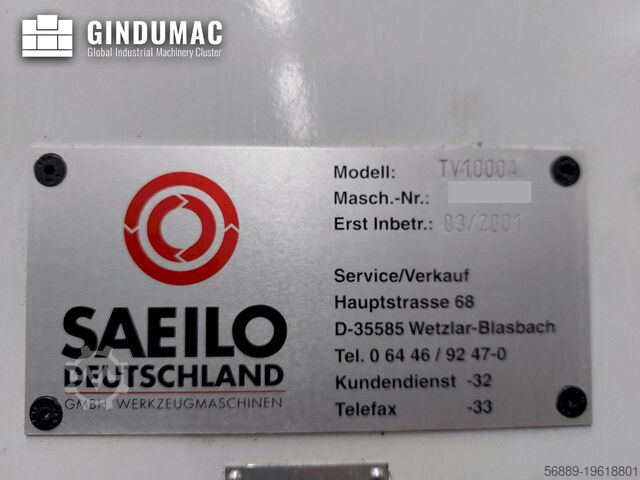 GINDUMAC
Global Industrial Machinery Cluster
SAEILO
DEUTSCHLAND
GMBH WERKZEUGMASCHINEN
Modell: TV1000A
Masch.-Nr.:
Erst Inbetr.: 03/2001
Service/Verkauf
Hauptstrasse 68
D-35585 Wetzlar-Blasbach
Tel. 0 64 46 / 92 47-0
Kundendienst -32
Telefax -33
56889-19618801